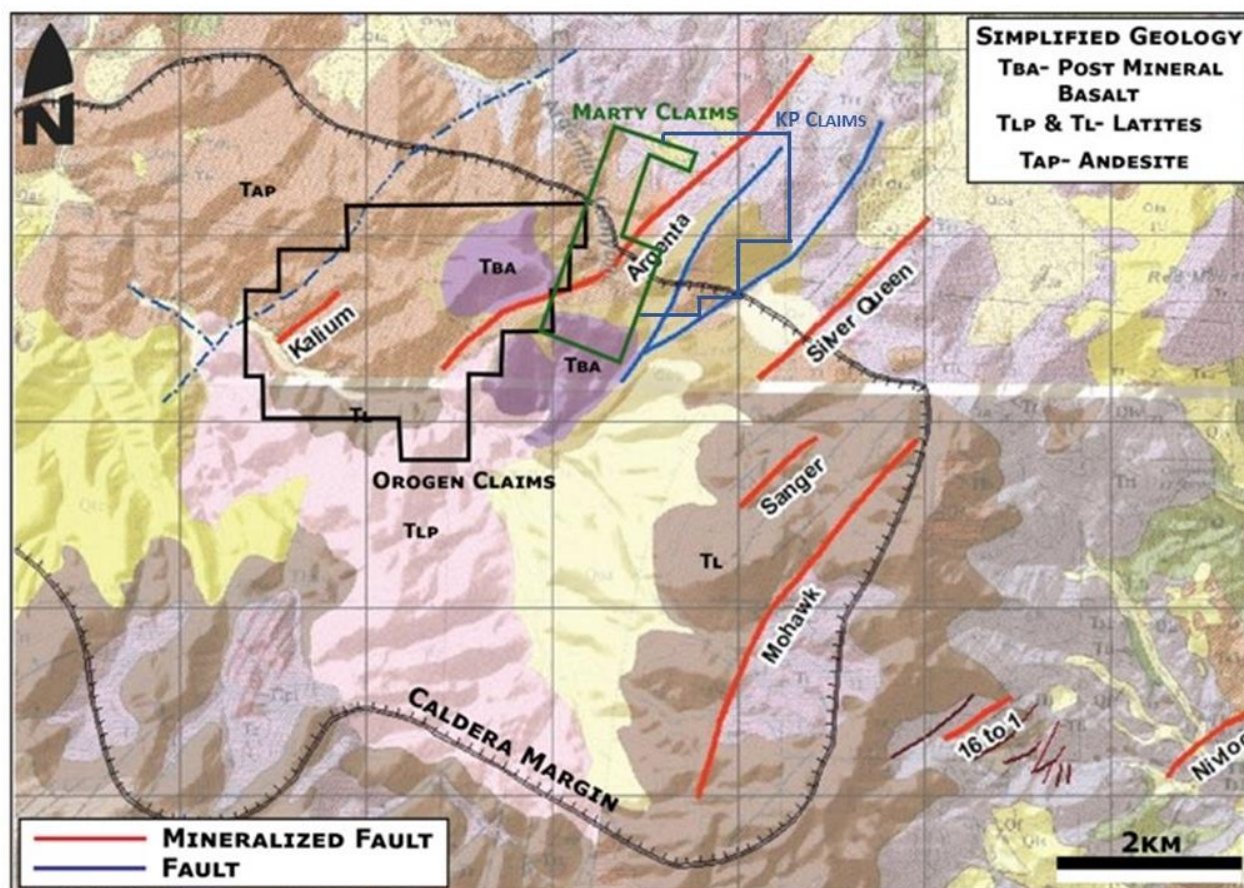 N
SIMPLIFIED GEOLOGY
TBA- POST MINERAL
BASALT
TLP & TL- LATITES
TAP- ANDESITE
MARTY CLAIMS
KP CLAIMS
TAP
TBA
Argenta
Silver Queen
Kalium
TBA
TL
OROGEN CLAIMS
Sanger
TLP
TL
Mohawk
CALDERA MARGIN
16 to 1
Nivloc
MINERALIZED FAULT
FAULT
2KM